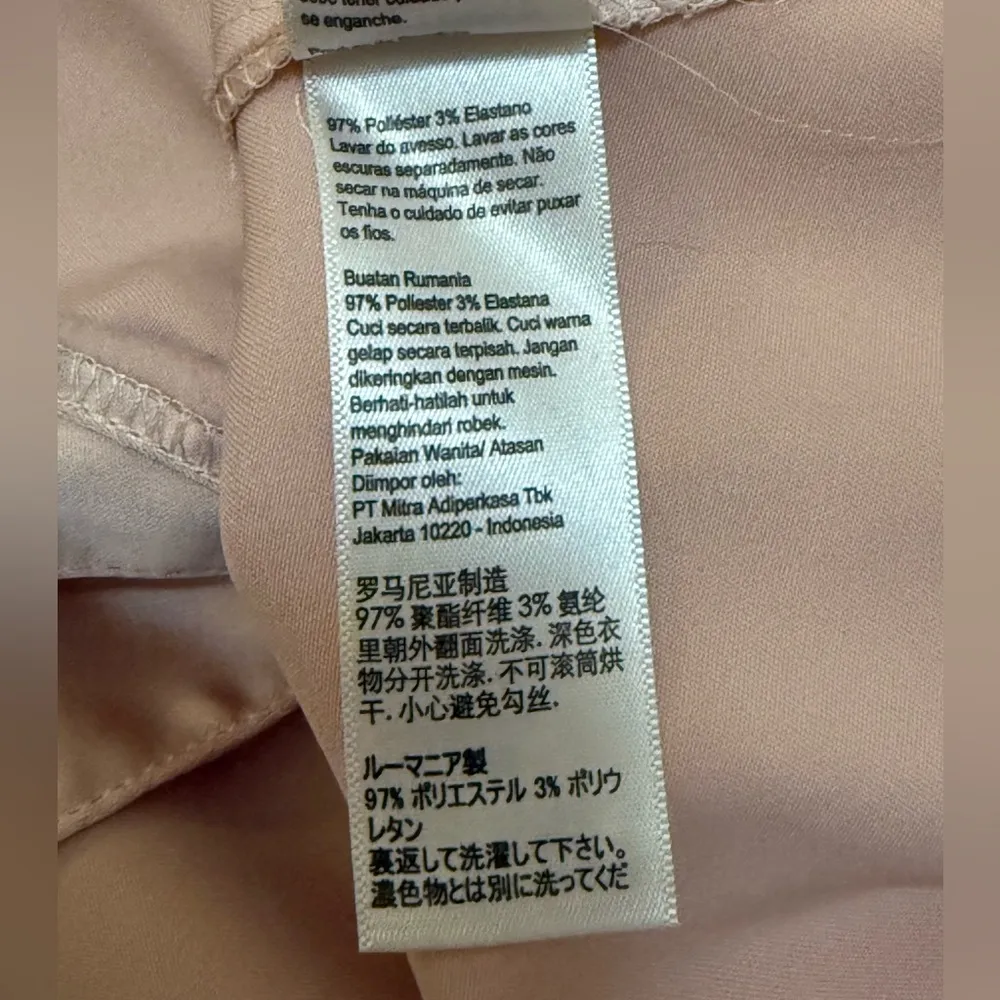 se enganche.
97% Poliéster 3% Elastano
Lavar do avesso. Lavar as cores
escuras separadamente. Não
secar na máquina de secar.
Tenha o cuidado de evitar puxar
os fios.
Buatan Rumania
97% Poliester 3% Elastana
Cuci secara terbalik. Cuci warna
gelap secara terpisah. Jangan
dikeringkan dengan mesin.
Berhati-hatilah untuk
menghindari robek.
Pakaian Wanita/ Atasan
Diimpor oleh:
PT Mitra Adiperkasa Tbk
Jakarta 10220 - Indonesia
罗马尼亚制造
97% 聚酯纤维 3% 氨纶
里朝外翻面洗涤. 深色衣
物分开洗涤. 不可滚筒烘
干. 小心避免勾丝.
ルーマニア製
97% ポリエステル 3% ポリウ
レタン
裏返して洗濯して下さい。
濃色物とは別に洗ってくだ